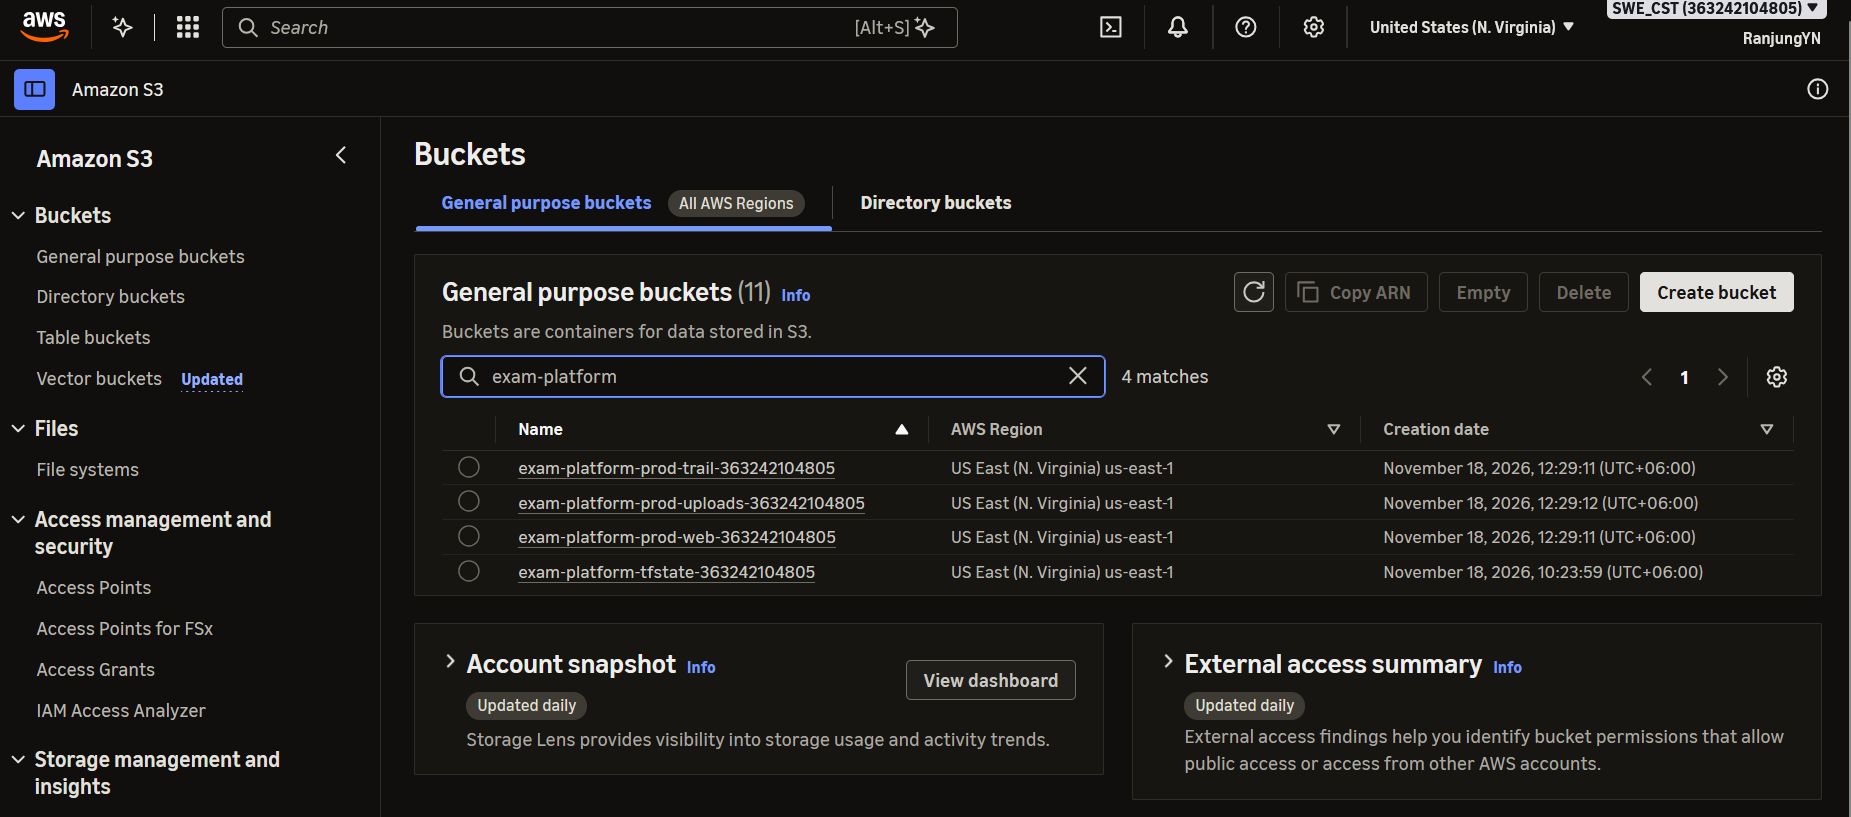 aws
Search
[Alt+S]
United States (N. Virginia)
SWE_CST (363242104805)
RanjungYN
Amazon S3
Amazon S3
Buckets
General purpose buckets
Directory buckets
Table buckets
Vector buckets Updated
Files
File systems
Access management and
security
Access Points
Access Points for FSx
Access Grants
IAM Access Analyzer
Storage management and
insights
Buckets
General purpose buckets All AWS Regions Directory buckets
General purpose buckets (11) Info
Copy ARN Empty Delete Create bucket
Buckets are containers for data stored in S3.
exam-platform 4 matches
1
Name AWS Region Creation date
exam-platform-prod-trail-363242104805 US East (N. Virginia) us-east-1 November 18, 2026, 12:29:11 (UTC+06:00)
exam-platform-prod-uploads-363242104805 US East (N. Virginia) us-east-1 November 18, 2026, 12:29:12 (UTC+06:00)
exam-platform-prod-web-363242104805 US East (N. Virginia) us-east-1 November 18, 2026, 12:29:11 (UTC+06:00)
exam-platform-tfstate-363242104805 US East (N. Virginia) us-east-1 November 18, 2026, 10:23:59 (UTC+06:00)
Account snapshot Info
View dashboard
Updated daily
Storage Lens provides visibility into storage usage and activity trends.
External access summary Info
Updated daily
External access findings help you identify bucket permissions that allow
public access or access from other AWS accounts.